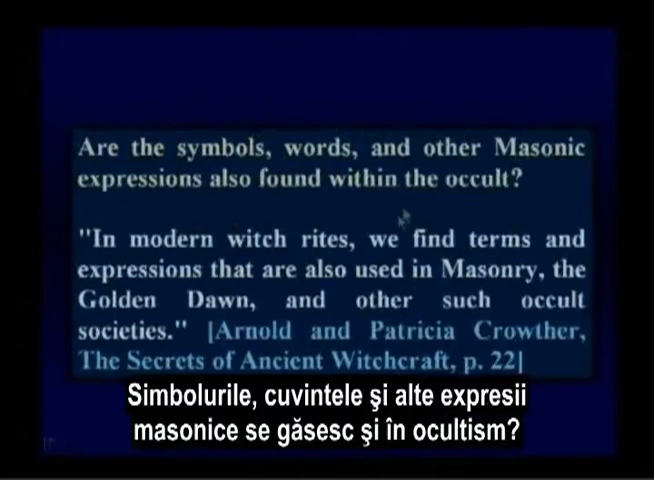 Are the symbols, words, and other Masonic
expressions also found within the occult?
"In modern witch rites, we find terms and
expressions that are also used in Masonry, the
Golden Dawn, and other such occult
societies." [Arnold and Patricia Crowther,
The Secrets of Ancient Witchcraft, p. 22]
Simbolurile, cuvintele şi alte expresii
masonice se găsesc şi în ocultism?